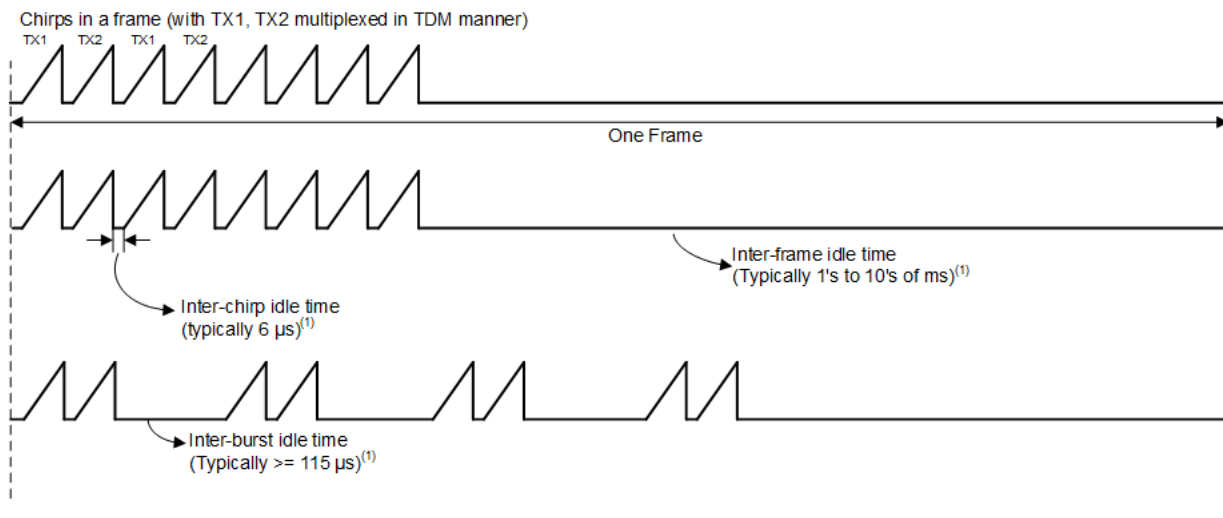 Chirps in a frame (with TX1, TX2 multiplexed in TDM manner)
TX1 TX2 TX1 TX2
One Frame
Inter-frame idle time
(Typically 1's to 10's of ms)(1)
Inter-chirp idle time
(typically 6 µs)(1)
Inter-burst idle time
(Typically >= 115 µs)(1)